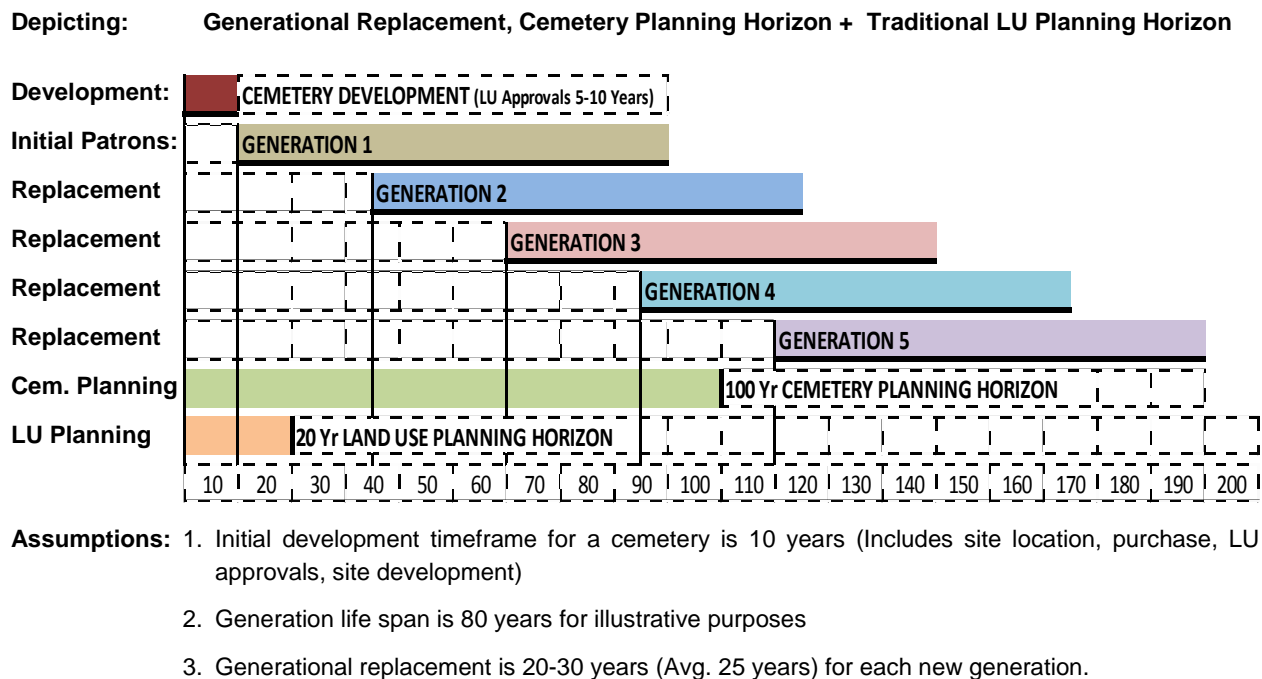 Depicting: Generational Replacement, Cemetery Planning Horizon + Traditional LU Planning Horizon
Development: CEMETERY DEVELOPMENT (LU Approvals 5-10 Years)
Initial Patrons: GENERATION 1
Replacement GENERATION 2
Replacement GENERATION 3
Replacement GENERATION 4
Replacement GENERATION 5
Cem. Planning 100 Yr CEMETERY PLANNING HORIZON
LU Planning 20 Yr LAND USE PLANNING HORIZON
10 20 30 40 50 60 70 80 90 100 110 120 130 140 150 160 170 180 190 200
Assumptions: 1. Initial development timeframe for a cemetery is 10 years (Includes site location, purchase, LU
approvals, site development)
2. Generation life span is 80 years for illustrative purposes
3. Generational replacement is 20-30 years (Avg. 25 years) for each new generation.